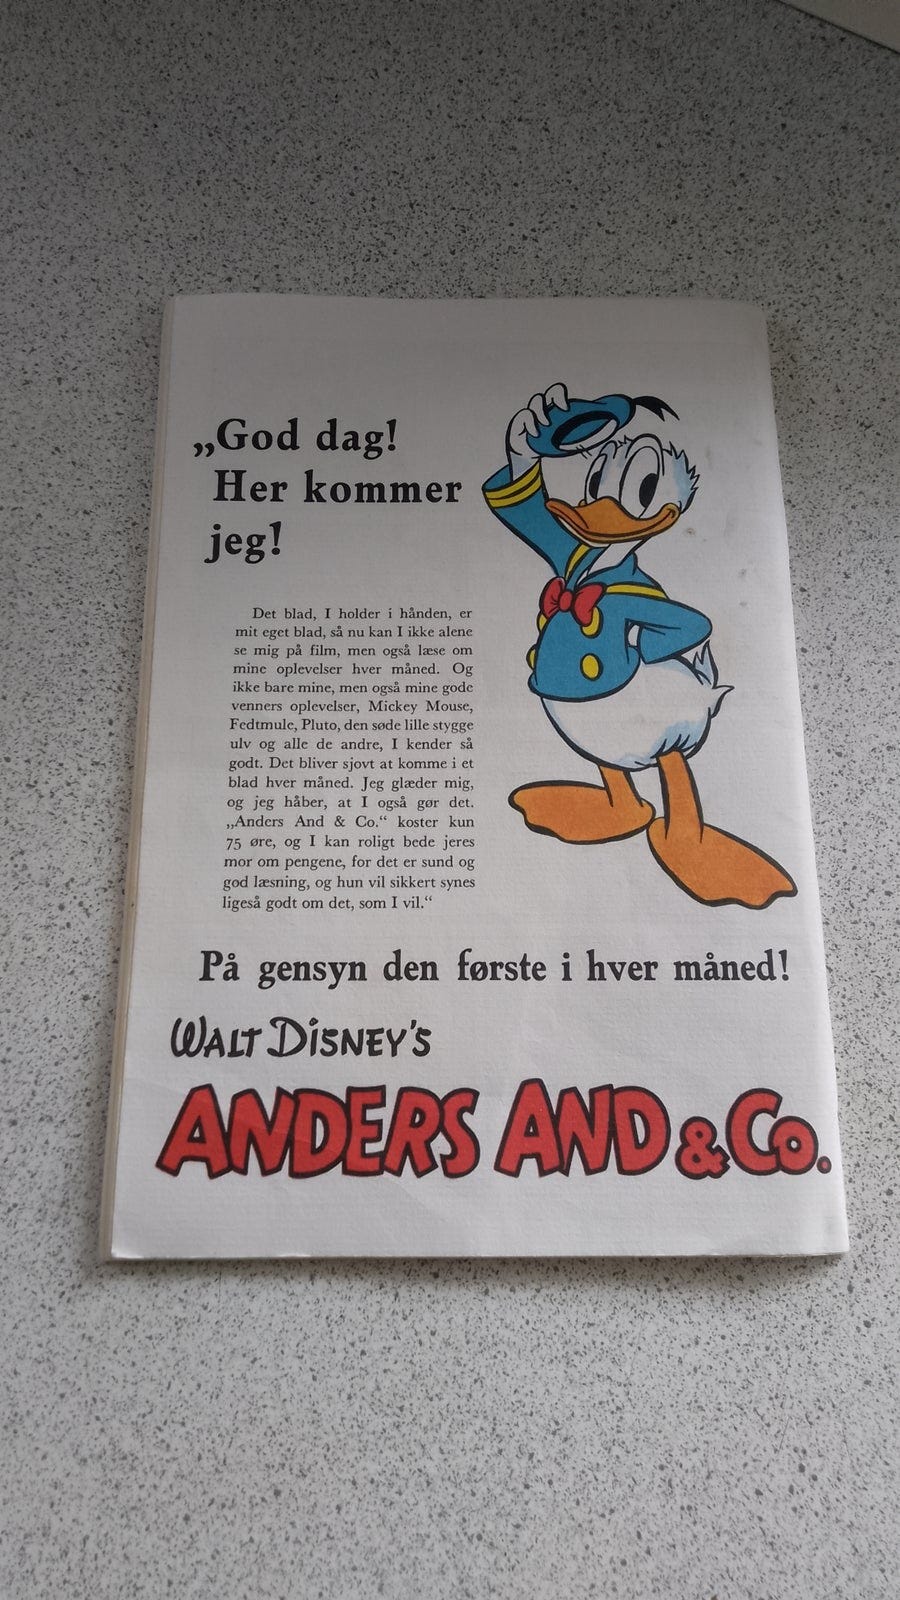 „God dag!
Her kommer
jeg!
Det blad, I holder i hånden, er
mit eget blad, så nu kan I ikke alene
se mig på film, men også læse om
mine oplevelser hver måned. Og
ikke bare mine, men også mine gode
venners oplevelser, Mickey Mouse,
Fedtmule, Pluto, den søde lille stygge
ulv og alle de andre, I kender så
godt. Det bliver sjovt at komme i et
blad hver måned. Jeg glæder mig,
og jeg håber, at I også gør det.
„Anders And & Co.“ koster kun
75 øre, og I kan roligt bede jeres
mor om pengene, for det er sund og
god læsning, og hun vil sikkert synes
ligeså godt om det, som I vil.“
På gensyn den første i hver måned!
WALT DISNEY'S
ANDERS AND & Co.